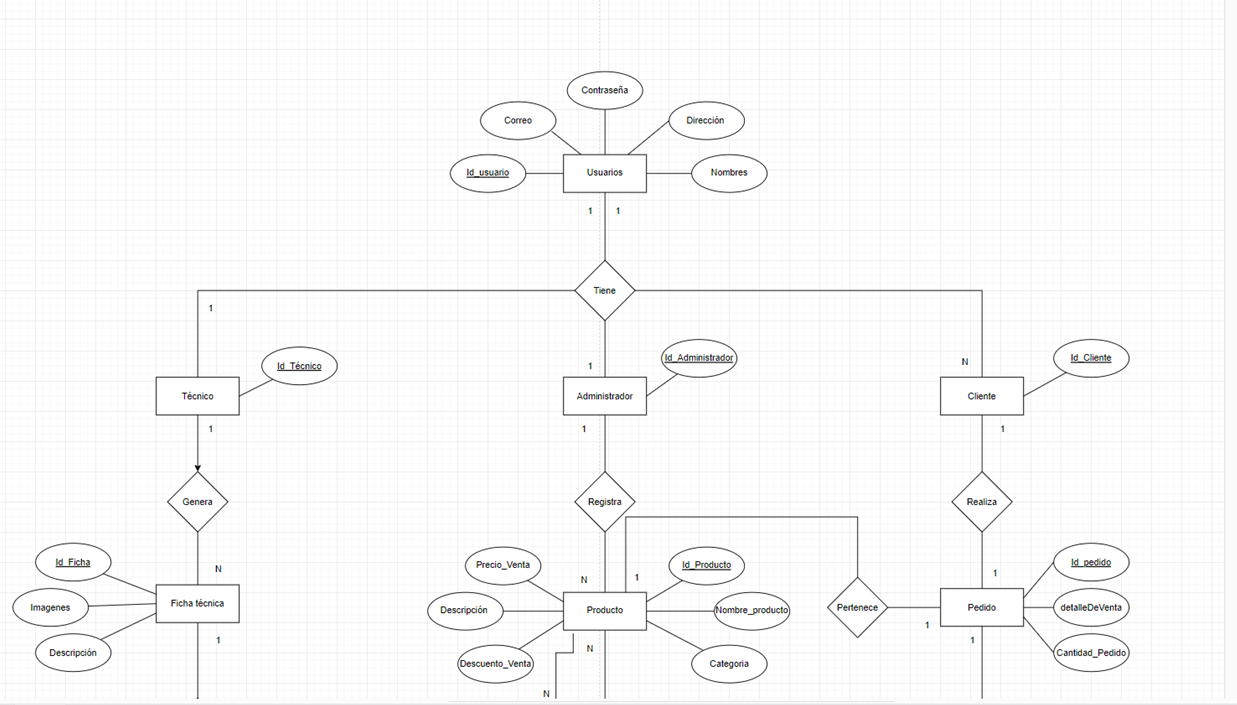 Contraseña
Correo
Dirección
Id_usuario
Usuarios
Nombres
1
1
Tiene
1
1
N
Id_Técnico
Id_Administrador
Id_Cliente
Técnico
Administrador
Cliente
1
1
1
Genera
Registra
Realiza
Id_Ficha
N
Precio_Venta
N
1
Id_Producto
1
Id_pedido
Imagenes
Ficha técnica
Descripción
Producto
Nombre_producto
Pertenece
Pedido
detalleDeVenta
1
Descripción
1
N
1
Cantidad_Pedido
Descuento_Venta
Categoria
N